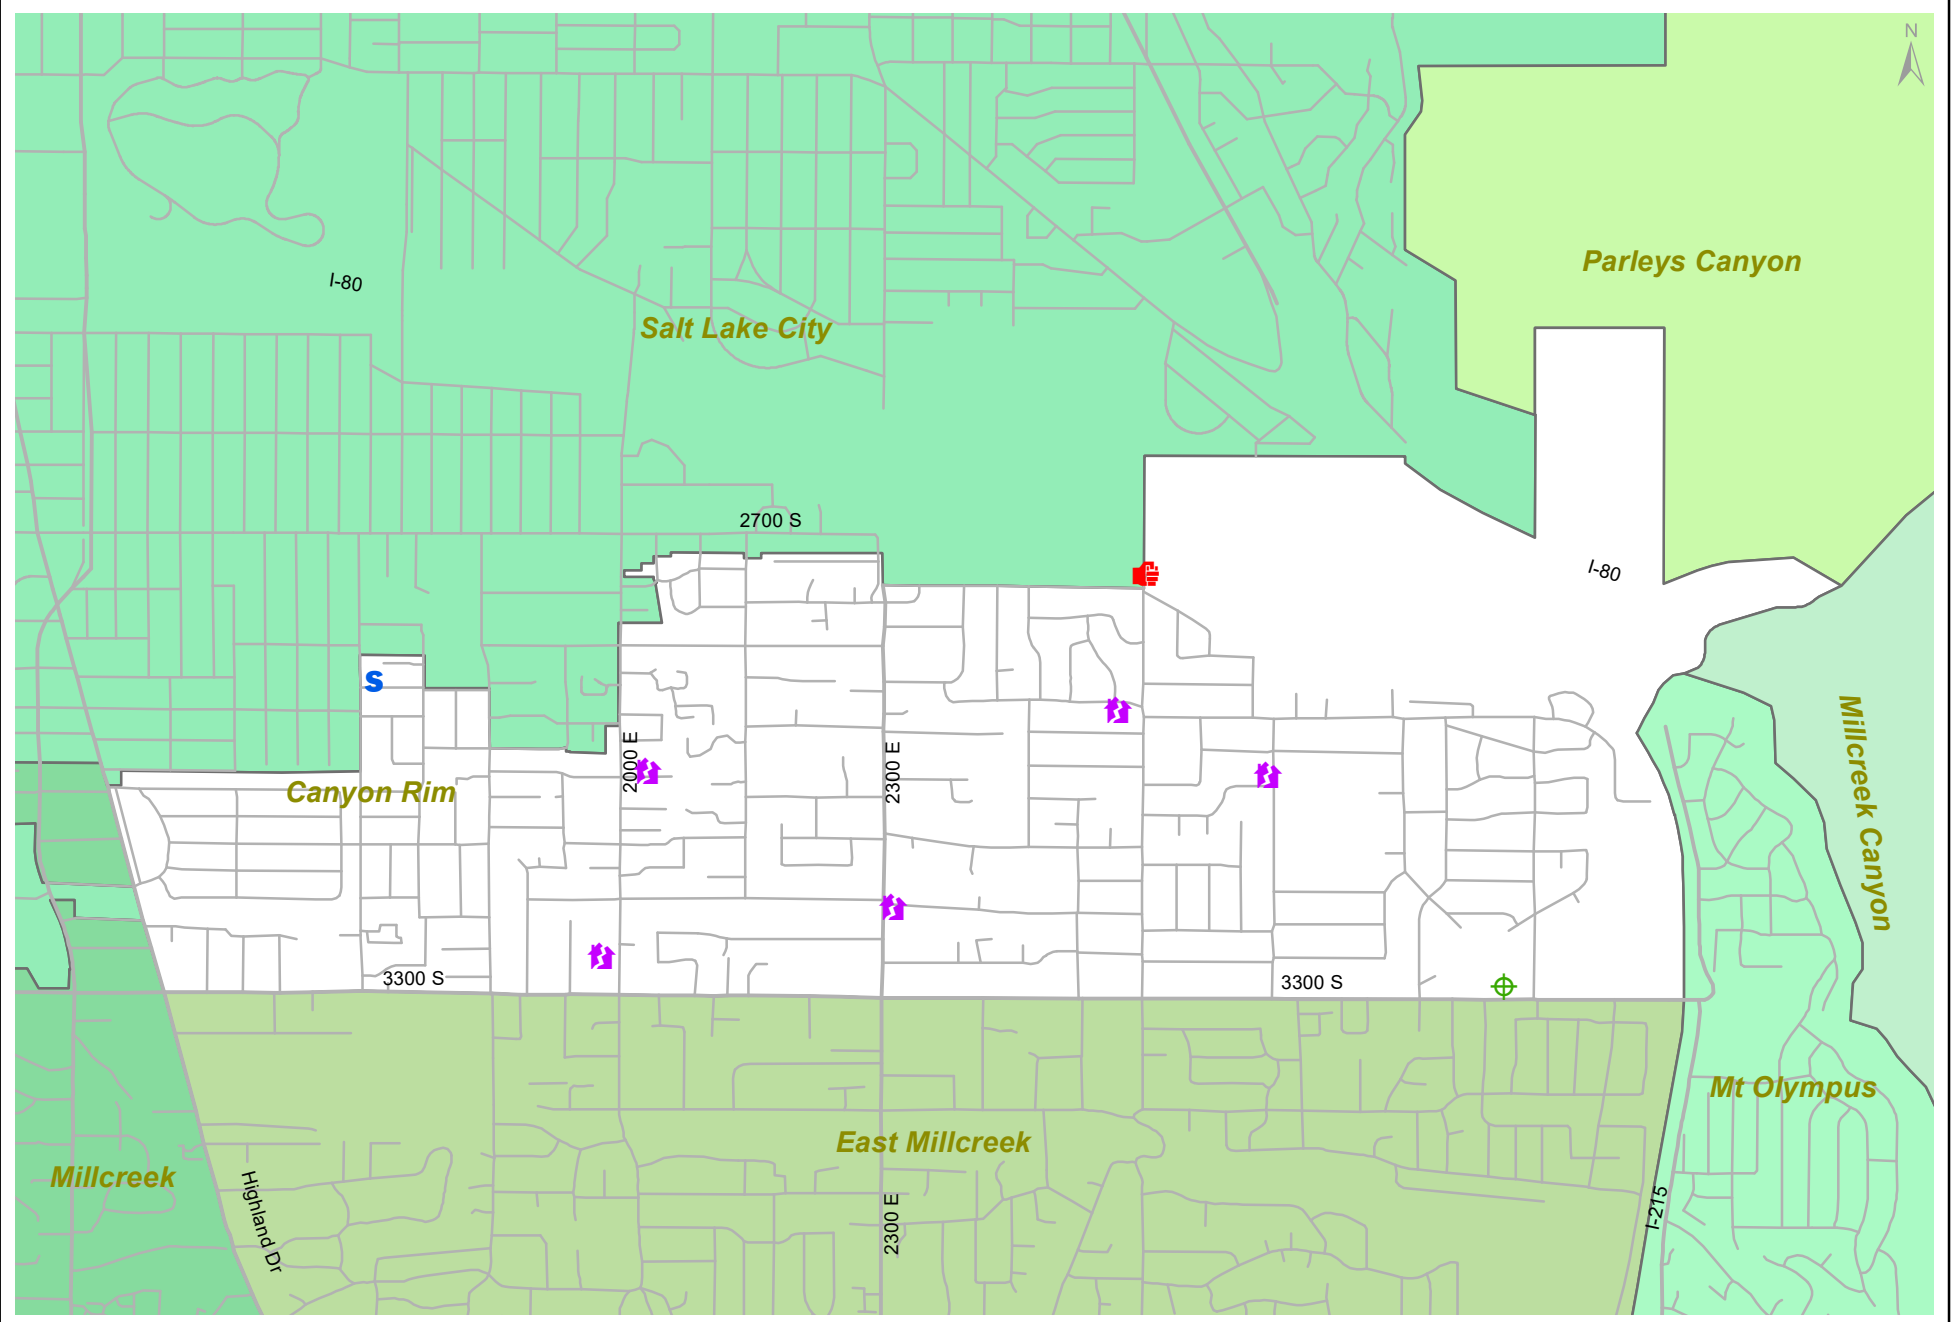 N
Parleys Canyon
I-80
Salt Lake City
2700 S
I-80
S
Millcreek Canyon
2000 E
2300 E
Canyon Rim
3300 S
3300 S
Mt Olympus
East Millcreek
Millcreek
Highland Dr
2300 E
I-215